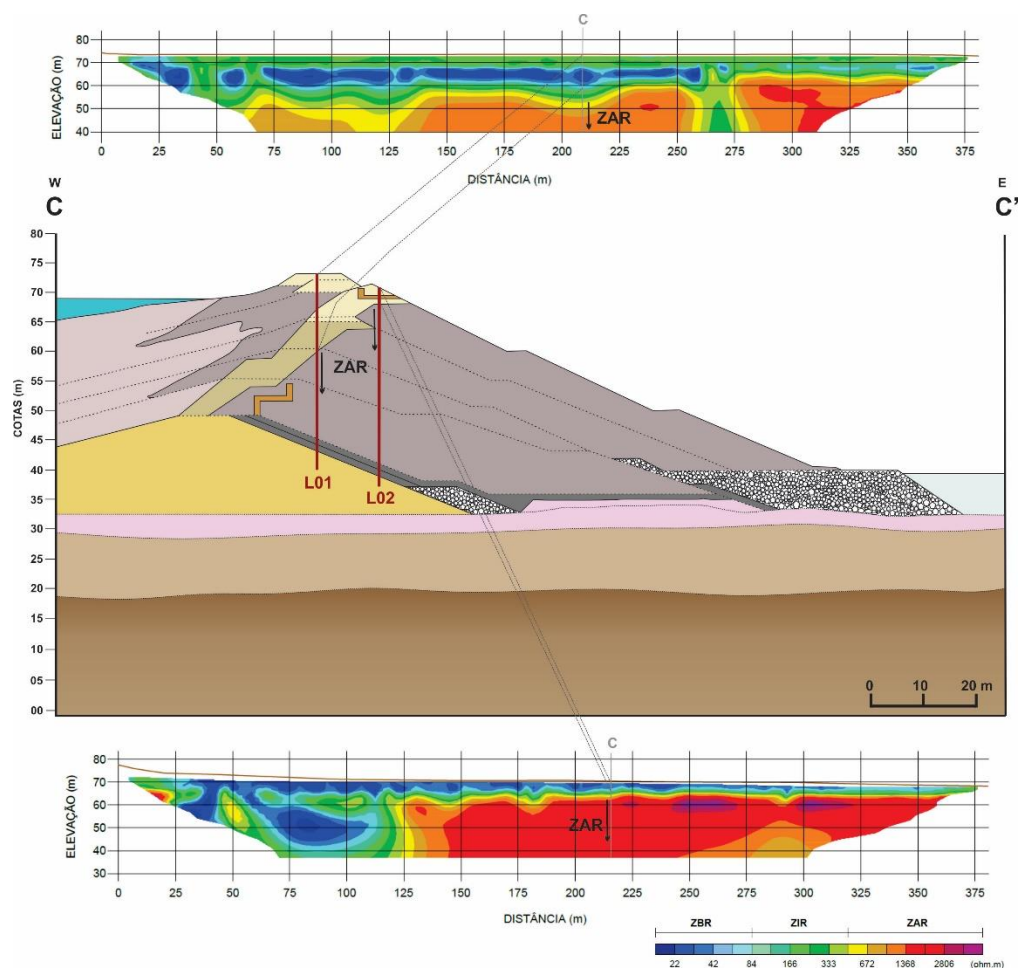 C
80
70
60
50
40
ELEVAÇÃO (m)
ZAR
0 25 50 75 100 125 150 175 200 225 250 275 300 325 350 375
DISTÂNCIA (m)
W
C
E
C'
80
75
70
65
60
55
50
45
40
35
30
25
20
15
10
05
00
COTAS (m)
ZAR
L01
L02
0 10 20 m
C
80
70
60
50
40
30
ELEVAÇÃO (m)
ZAR
0 25 50 75 100 125 150 175 200 225 250 275 300 325 350 375
DISTÂNCIA (m)
ZBR ZIR ZAR
22 42 84 166 333 672 1368 2806 (ohm.m)